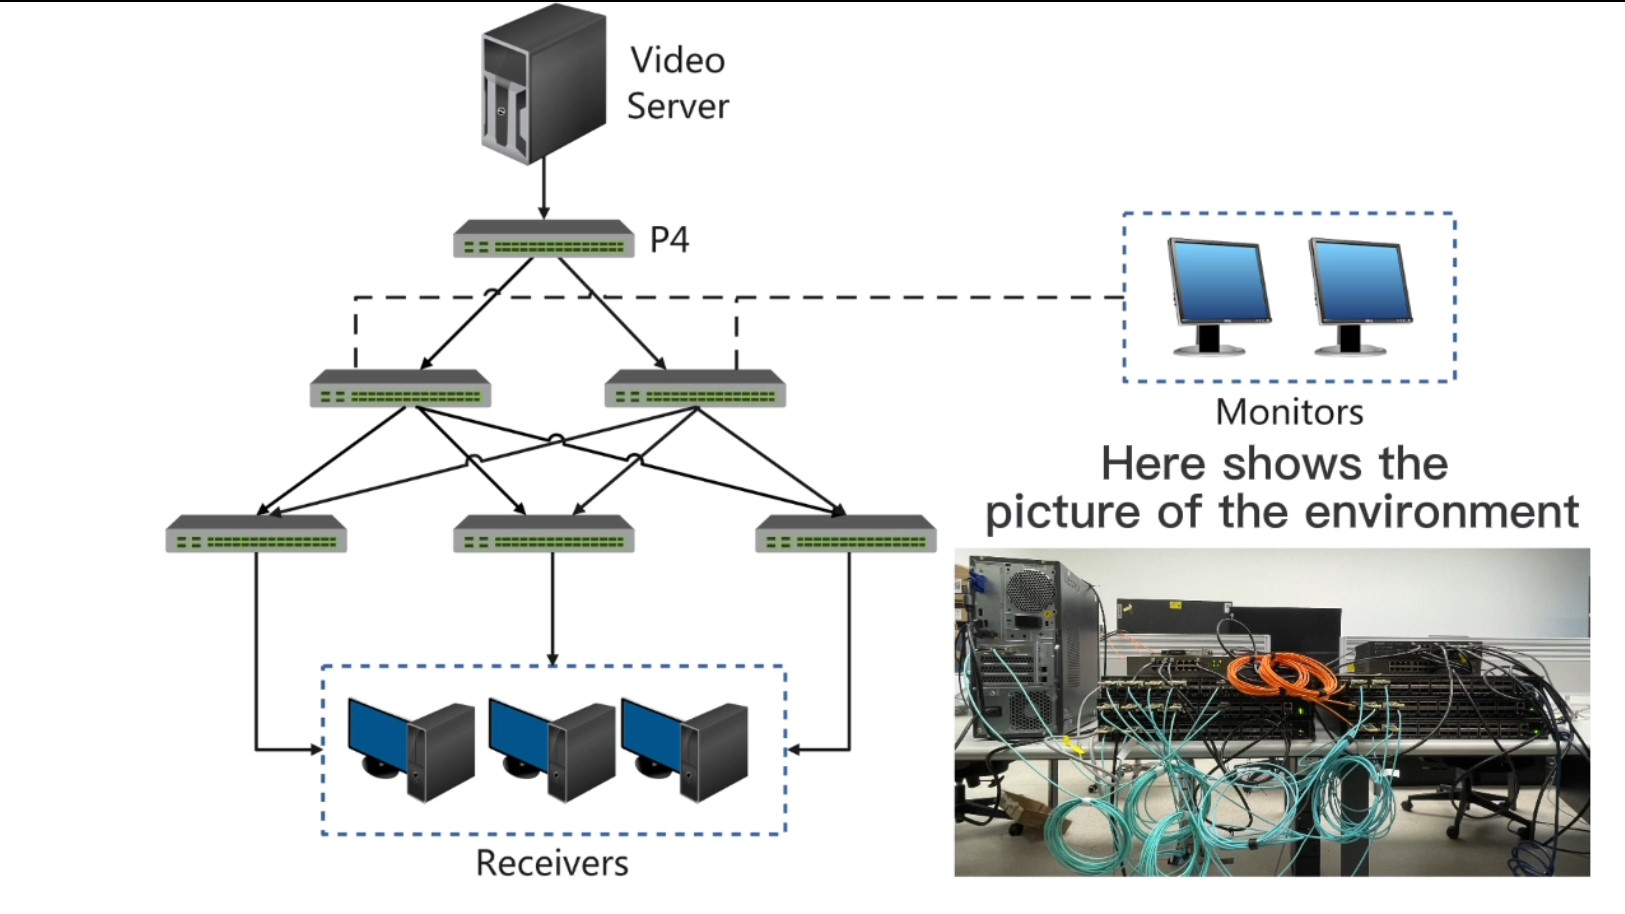 Video
Server
P4
Monitors
Here shows the
picture of the environment
Receivers